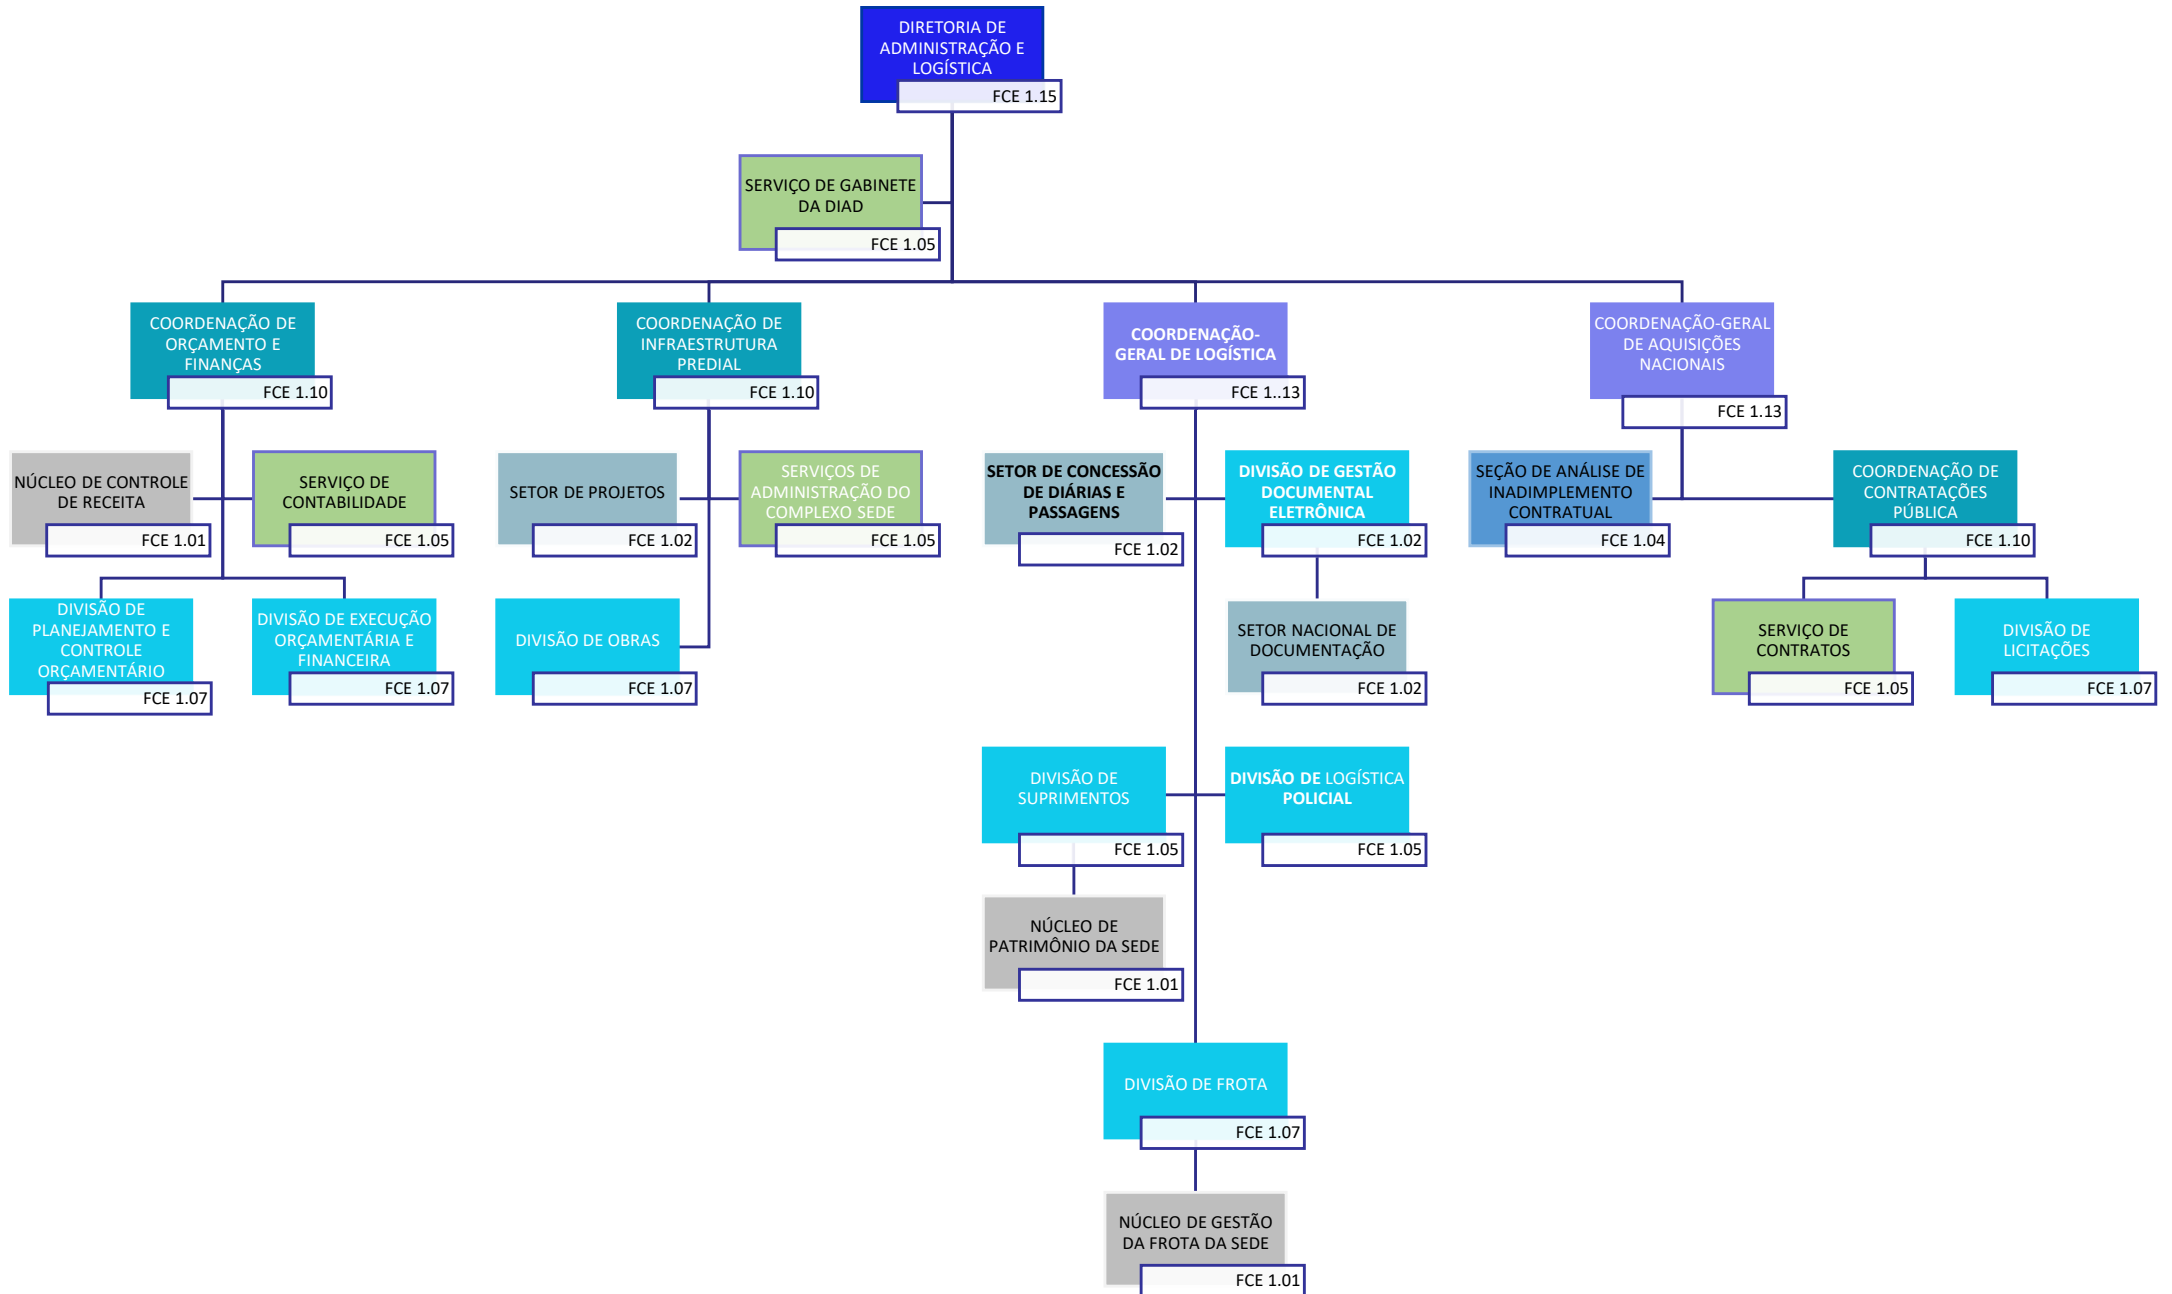 DIRETORIA DE
ADMINISTRAÇÃO E
LOGÍSTICA
FCE 1.15
SERVIÇO DE GABINETE
DA DIAD
FCE 1.05
COORDENAÇÃO DE
ORÇAMENTO E
FINANÇAS
FCE 1.10
COORDENAÇÃO DE
INFRAESTRUTURA
PREDIAL
FCE 1.10
COORDENAÇÃO-
GERAL DE LOGÍSTICA
FCE 1..13
COORDENAÇÃO-GERAL
DE AQUISIÇÕES
NACIONAIS
FCE 1.13
NÚCLEO DE CONTROLE
DE RECEITA
FCE 1.01
SERVIÇO DE
CONTABILIDADE
FCE 1.05
SETOR DE PROJETOS
FCE 1.02
SERVIÇOS DE
ADMINISTRAÇÃO DO
COMPLEXO SEDE
FCE 1.05
SETOR DE CONCESSÃO
DE DIÁRIAS E
PASSAGENS
FCE 1.02
DIVISÃO DE GESTÃO
DOCUMENTAL
ELETRÔNICA
FCE 1.02
SEÇÃO DE ANÁLISE DE
INADIMPLEMENTO
CONTRATUAL
FCE 1.04
COORDENAÇÃO DE
CONTRATAÇÕES
PÚBLICA
FCE 1.10
DIVISÃO DE
PLANEJAMENTO E
CONTROLE
ORÇAMENTÁRIO
FCE 1.07
DIVISÃO DE EXECUÇÃO
ORÇAMENTÁRIA E
FINANCEIRA
FCE 1.07
DIVISÃO DE OBRAS
FCE 1.07
SETOR NACIONAL DE
DOCUMENTAÇÃO
FCE 1.02
SERVIÇO DE
CONTRATOS
FCE 1.05
DIVISÃO DE
LICITAÇÕES
FCE 1.07
DIVISÃO DE
SUPRIMENTOS
FCE 1.05
DIVISÃO DE LOGÍSTICA
POLICIAL
FCE 1.05
NÚCLEO DE
PATRIMÔNIO DA SEDE
FCE 1.01
DIVISÃO DE FROTA
FCE 1.07
NÚCLEO DE GESTÃO
DA FROTA DA SEDE
FCE 1.01